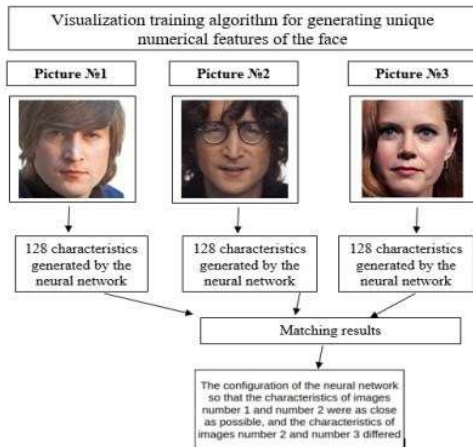 Visualization training algorithm for generating unique
numerical features of the face
Picture №1
Picture №2
Picture №3
128 characteristics
generated by the
neural network
128 characteristics
generated by the
neural network
128 characteristics
generated by the
neural network
Matching results
The configuration of the neural network
so that the characteristics of images
number 1 and number 2 were as close
as possible, and the characteristics
of images number 2 and number 3 differed